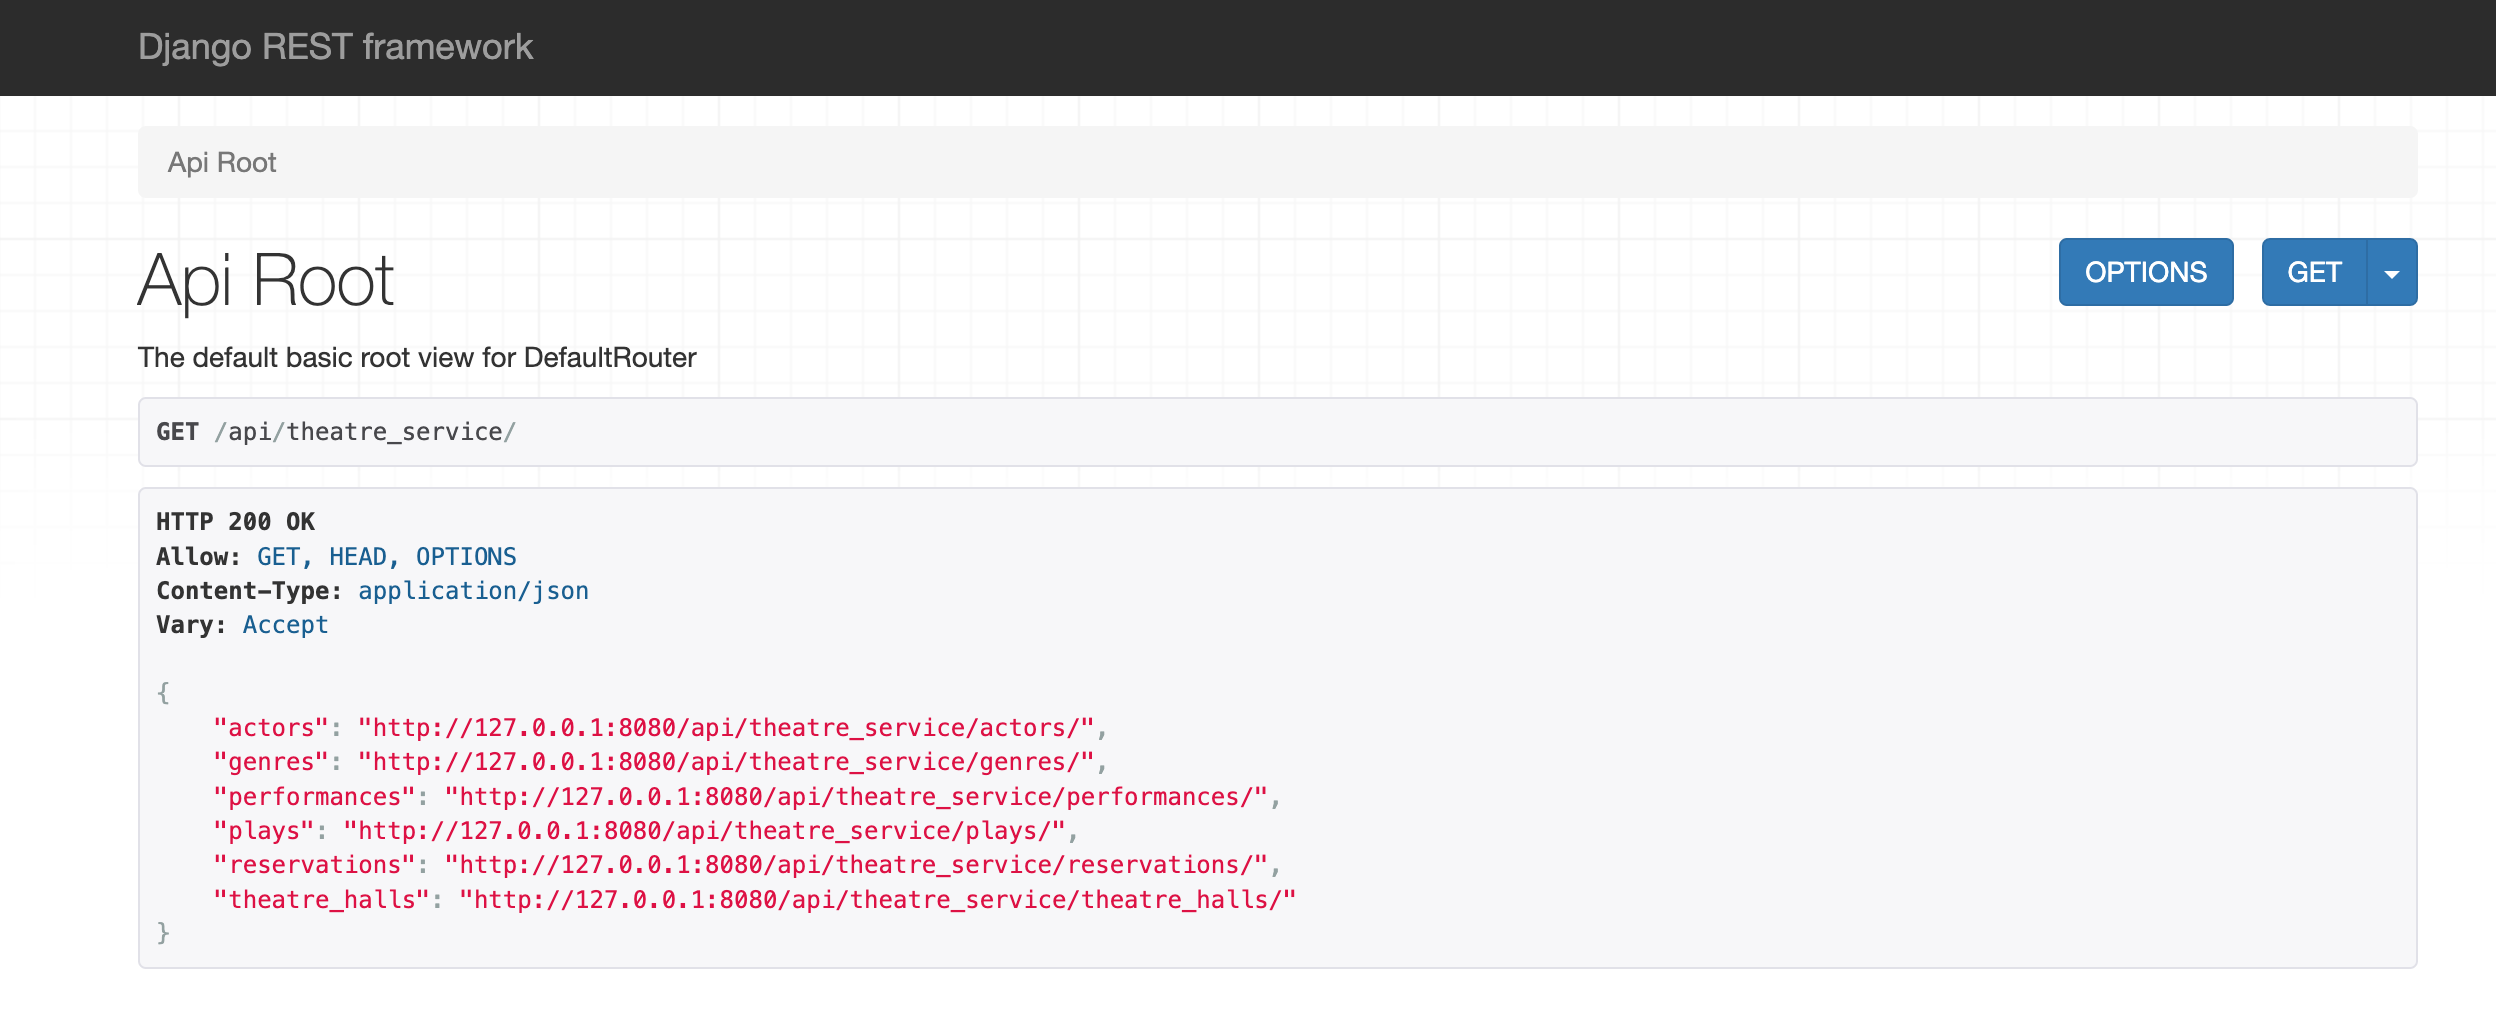 Django REST framework
Api Root
Api Root
OPTIONS
GET
The default basic root view for DefaultRouter
GET /api/theatre_service/
HTTP 200 OK
Allow: GET, HEAD, OPTIONS
Content-Type: application/json
Vary: Accept
{
    "actors": "http://127.0.0.1:8080/api/theatre_service/actors/",
    "genres": "http://127.0.0.1:8080/api/theatre_service/genres/",
    "performances": "http://127.0.0.1:8080/api/theatre_service/performances/",
    "plays": "http://127.0.0.1:8080/api/theatre_service/plays/",
    "reservations": "http://127.0.0.1:8080/api/theatre_service/reservations/",
    "theatre_halls": "http://127.0.0.1:8080/api/theatre_service/theatre_halls/"
}